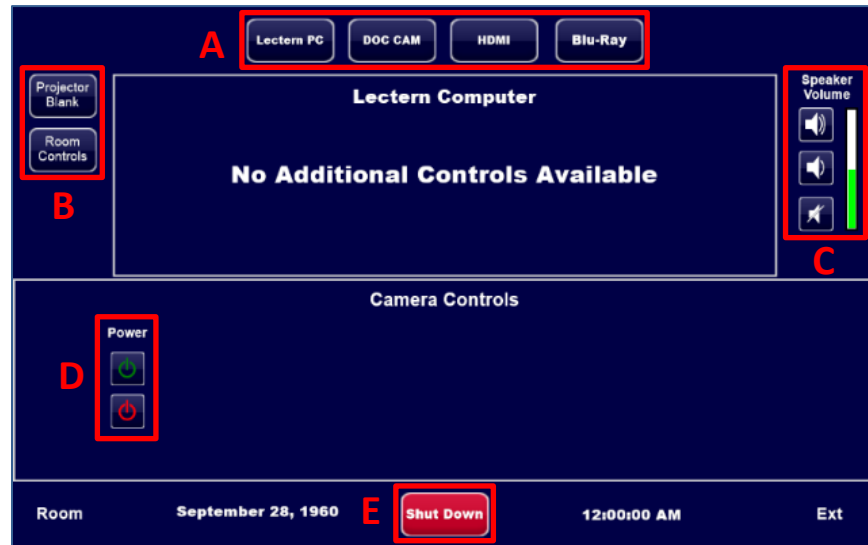 A
Lectern PC
DOC CAM
HDMI
Blu-Ray
Projector
Blank
Room
Controls
B
Lectern Computer
No Additional Controls Available
Speaker
Volume
C
Camera Controls
Power
D
Room
September 28, 1960
E
Shut Down
12:00:00 AM
Ext